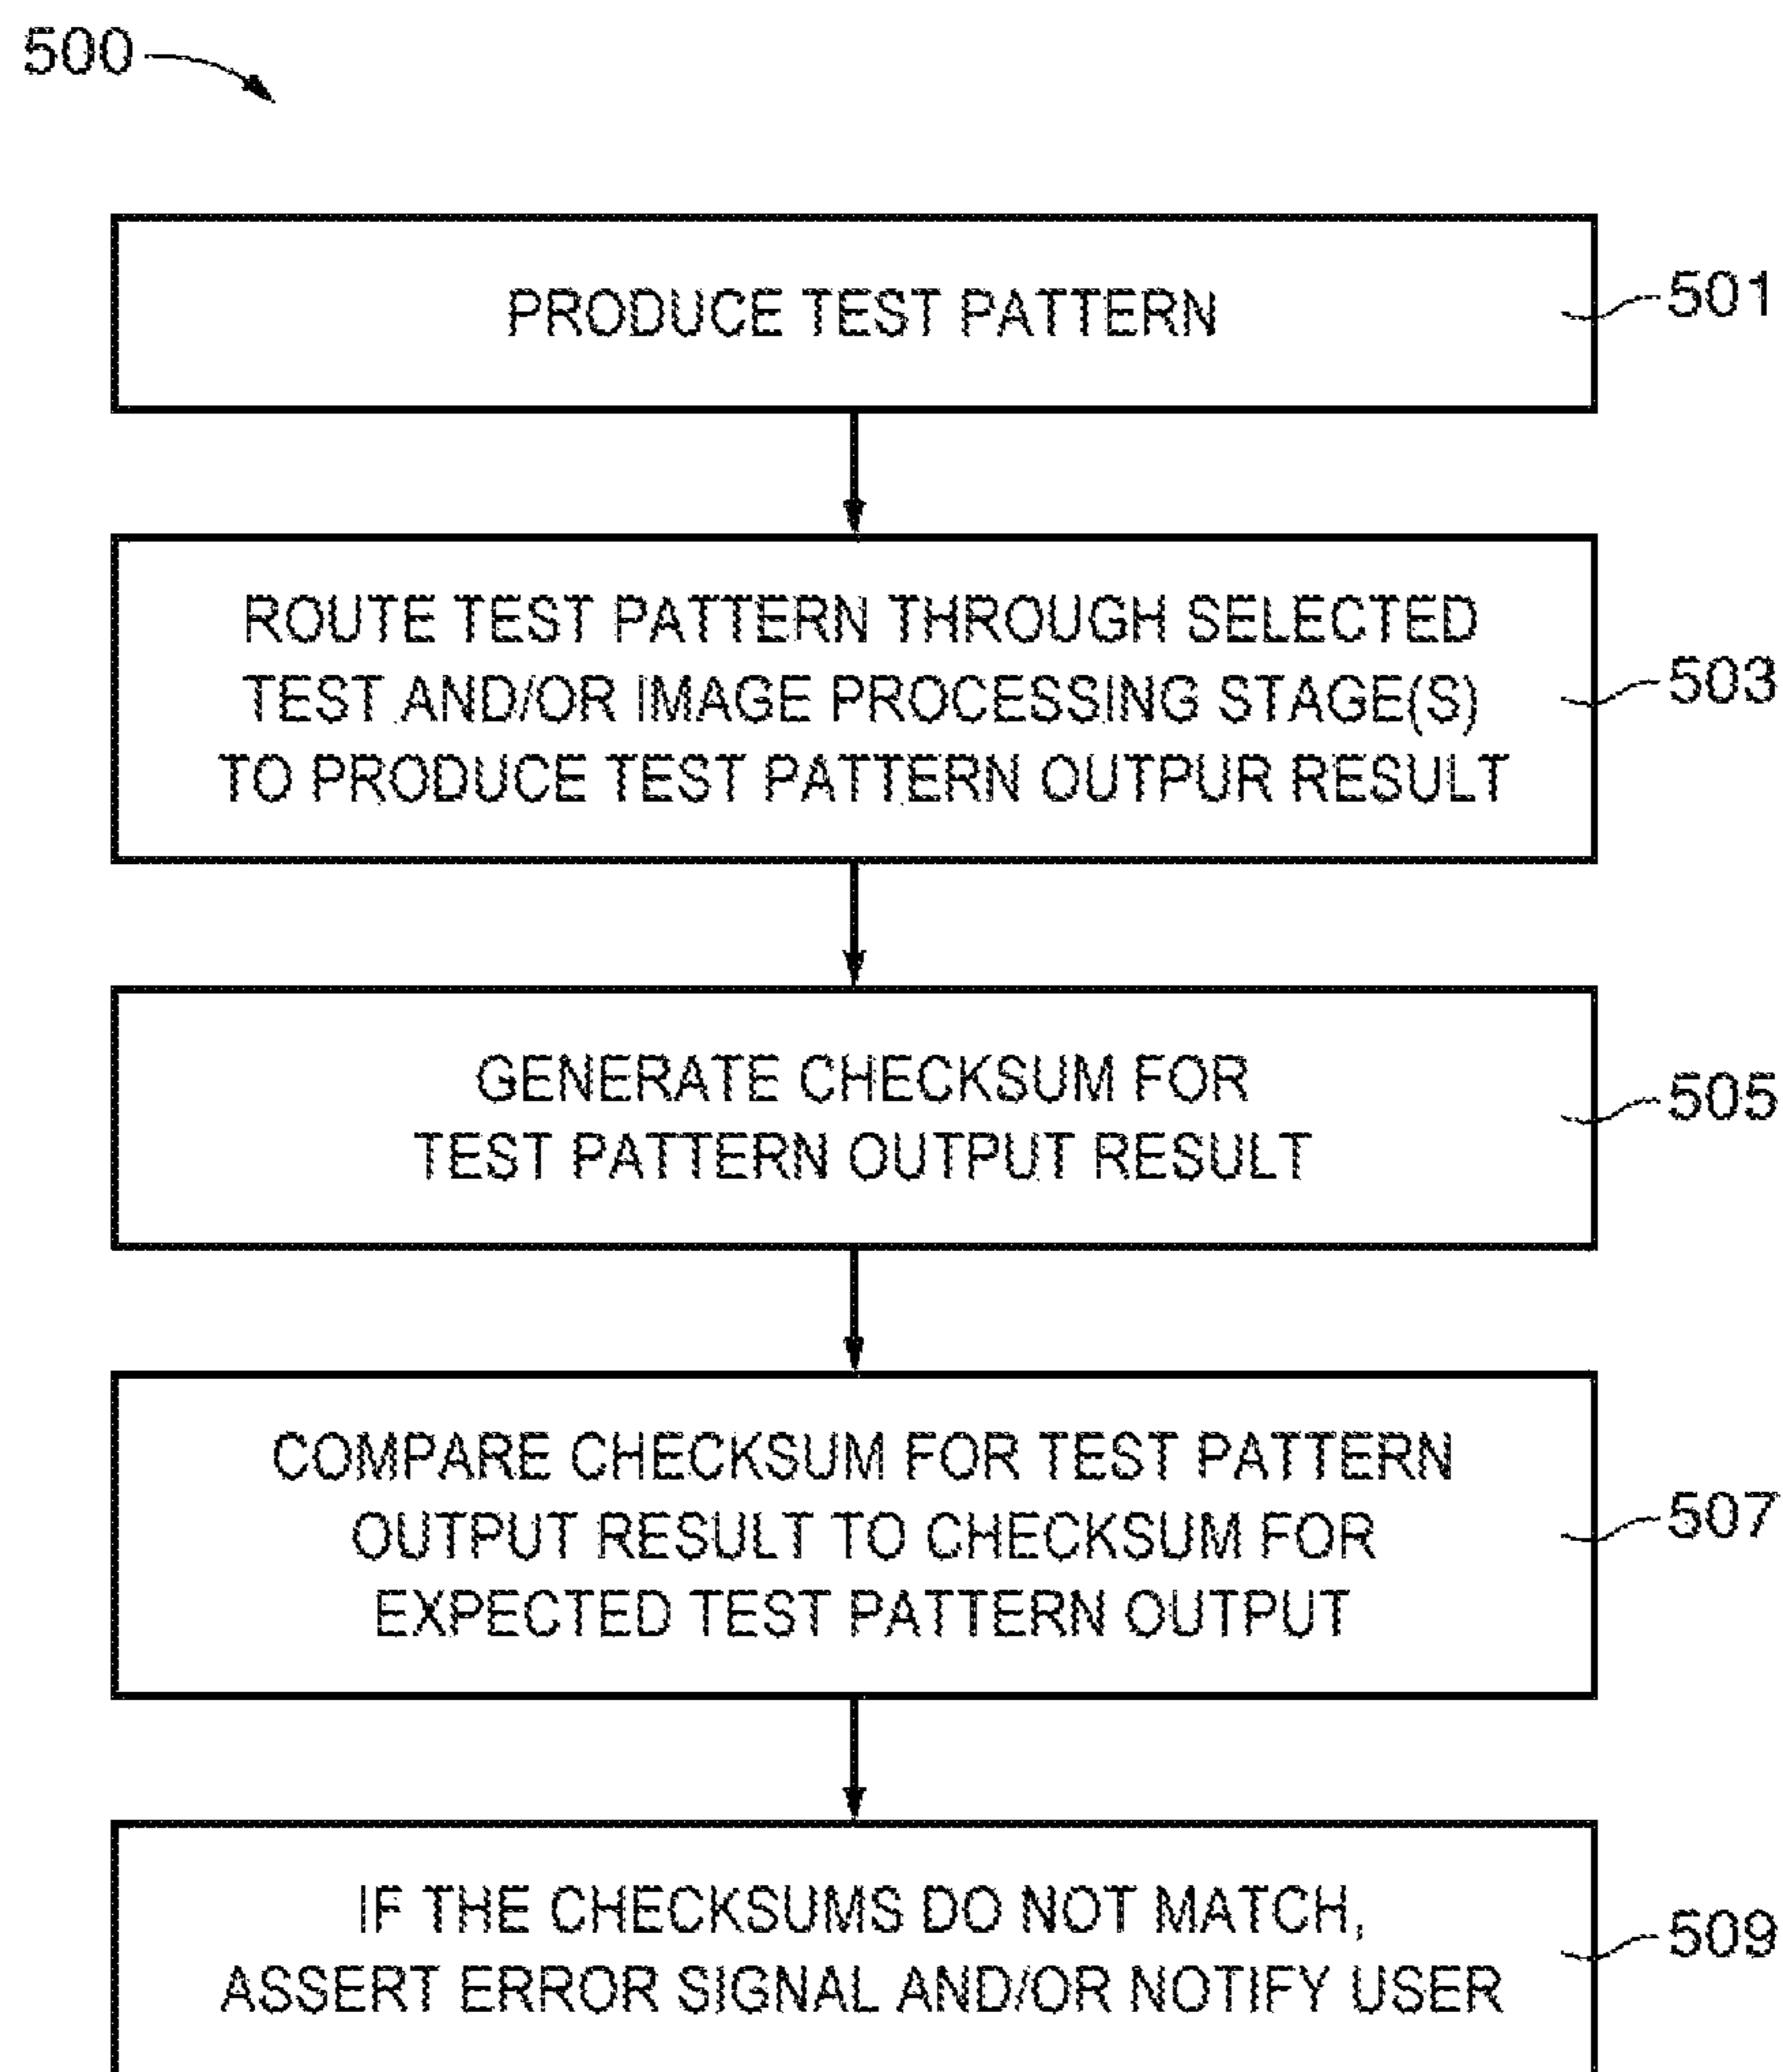 500
PRODUCE TEST PATTERN
501
ROUTE TEST PATTERN THROUGH SELECTED
TEST AND/OR IMAGE PROCESSING STAGE(S)
TO PRODUCE TEST PATTERN OUTPUR RESULT
503
GENERATE CHECKSUM FOR
TEST PATTERN OUTPUT RESULT
505
COMPARE CHECKSUM FOR TEST PATTERN
OUTPUT RESULT TO CHECKSUM FOR
EXPECTED TEST PATTERN OUTPUT
507
IF THE CHECKSUMS DO NOT MATCH,
ASSERT ERROR SIGNAL AND/OR NOTIFY USER
509